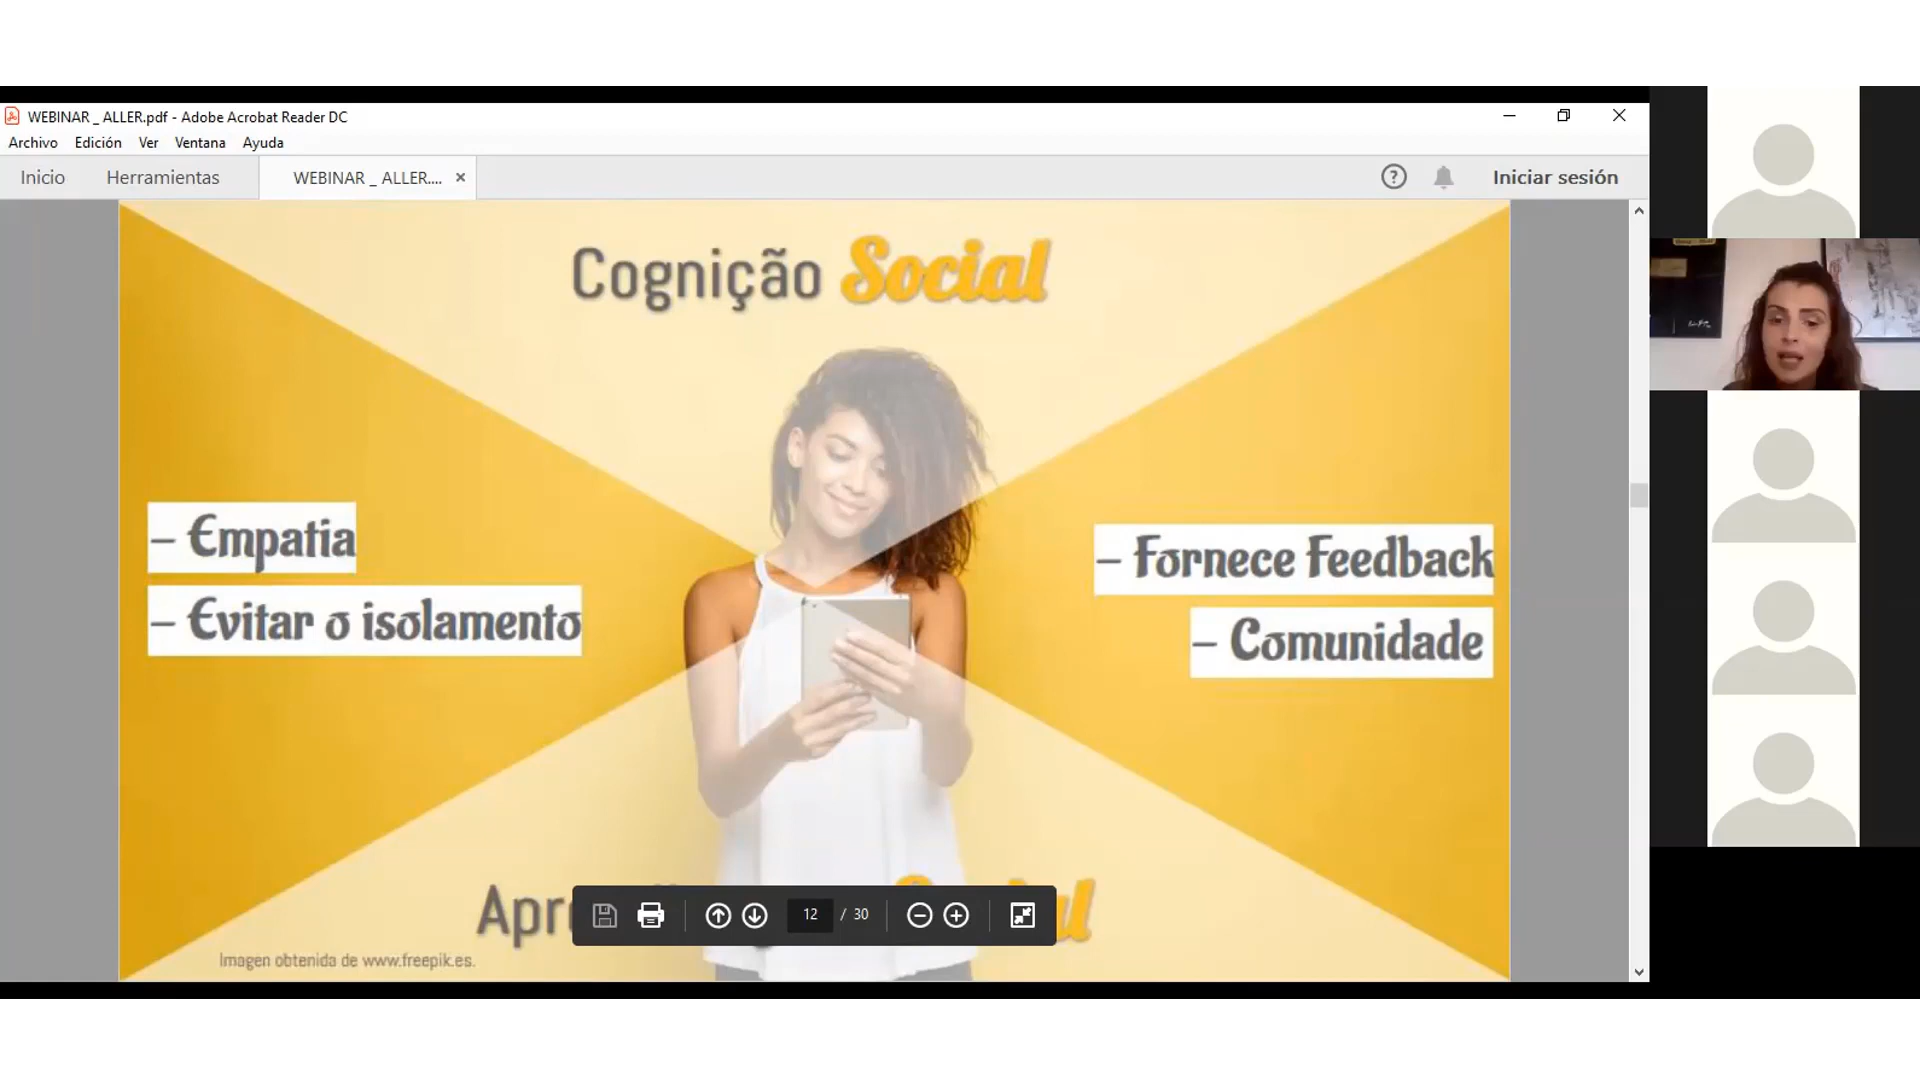 WEBINAR _ ALLER.pdf - Adobe Acrobat Reader DC
Archivo Edición Ver Ventana Ayuda
Inicio Herramientas WEBINAR _ ALLER.... Iniciar sesión
Cognição Social
– Empatia
– Evitar o isolamento
– Fornece Feedback
– Comunidade
12 / 30
Imagen obtenida de www.freepik.es.